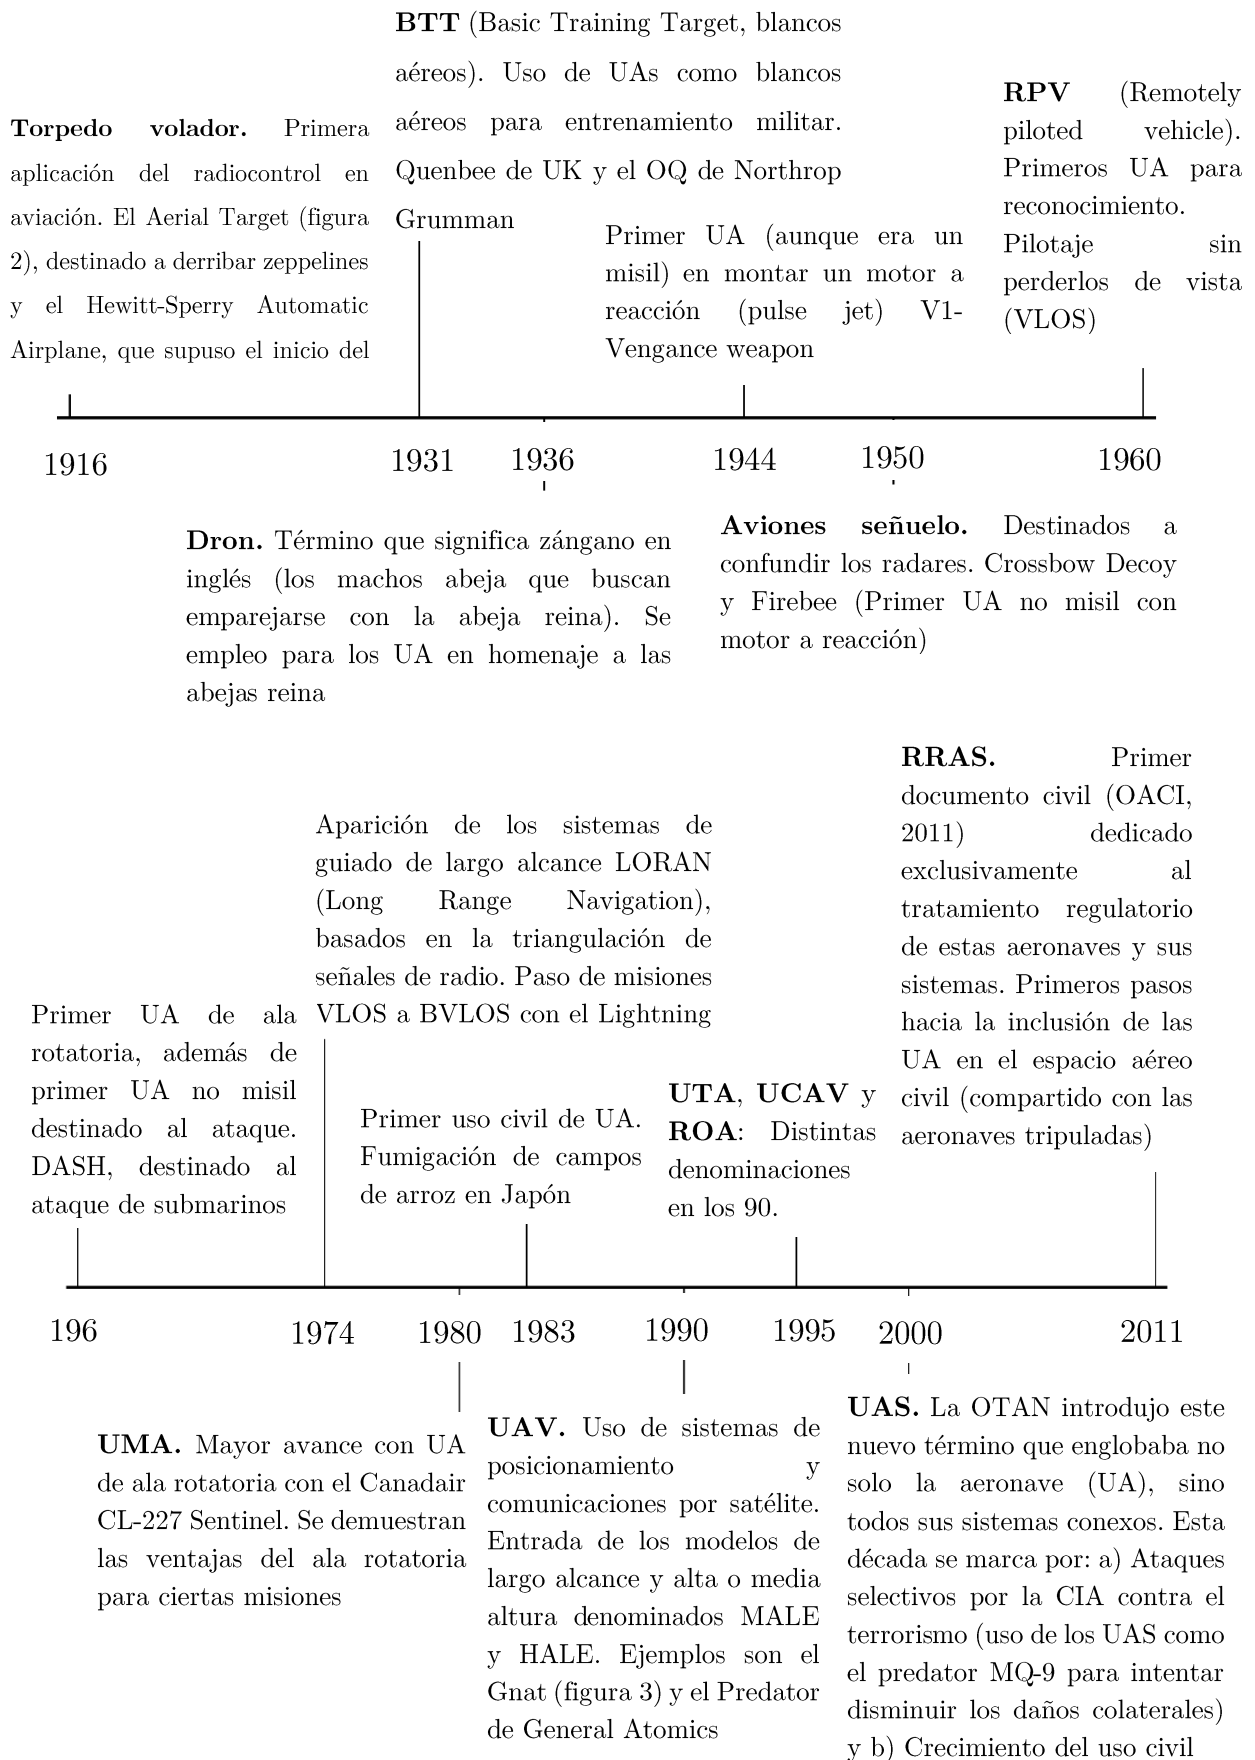 BTT (Basic Training Target, blancos
aéreos). Uso de UAs como blancos
aéreos para entrenamiento militar.
Quenbee de UK y el OQ de Northrop
Grumman
Torpedo volador. Primera
aplicación del radiocontrol en
aviación. El Aerial Target (figura
2), destinado a derribar zeppelines
y el Hewitt-Sperry Automatic
Airplane, que supuso el inicio del
Primer UA (aunque era un
misil) en montar un motor a
reacción (pulse jet) V1-
Vengance weapon
RPV (Remotely
piloted vehicle).
Primeros UA para
reconocimiento.
Pilotaje sin
perderlos de vista
(VLOS)
1916
1931
1936
1944
1950
1960
Dron. Término que significa zángano en
inglés (los machos abeja que buscan
emparejarse con la abeja reina). Se
empleo para los UA en homenaje a las
abejas reina
Aviones señuelo. Destinados a
confundir los radares. Crossbow Decoy
y Firebee (Primer UA no misil con
motor a reacción)
Primer UA de ala
rotatoria, además de
primer UA no misil
destinado al ataque.
DASH, destinado al
ataque de submarinos
Aparición de los sistemas de
guiado de largo alcance LORAN
(Long Range Navigation),
basados en la triangulación de
señales de radio. Paso de misiones
VLOS a BVLOS con el Lightning
Primer uso civil de UA.
Fumigación de campos
de arroz en Japón
UTA, UCAV y
ROA: Distintas
denominaciones
en los 90.
RRAS. Primer
documento civil (OACI,
2011) dedicado
exclusivamente al
tratamiento regulatorio
de estas aeronaves y sus
sistemas. Primeros pasos
hacia la inclusión de las
UA en el espacio aéreo
civil (compartido con las
aeronaves tripuladas)
196
1974
1980
1983
1990
1995
2000
2011
UMA. Mayor avance con UA
de ala rotatoria con el Canadair
CL-227 Sentinel. Se demuestran
las ventajas del ala rotatoria
para ciertas misiones
UAV. Uso de sistemas de
posicionamiento y
comunicaciones por satélite.
Entrada de los modelos de
largo alcance y alta o media
altura denominados MALE
y HALE. Ejemplos son el
Gnat (figura 3) y el Predator
de General Atomics
UAS. La OTAN introdujo este
nuevo término que englobaba no
solo la aeronave (UA), sino
todos sus sistemas conexos. Esta
década se marca por: a) Ataques
selectivos por la CIA contra el
terrorismo (uso de los UAS como
el predator MQ-9 para intentar
disminuir los daños colaterales)
y b) Crecimiento del uso civil